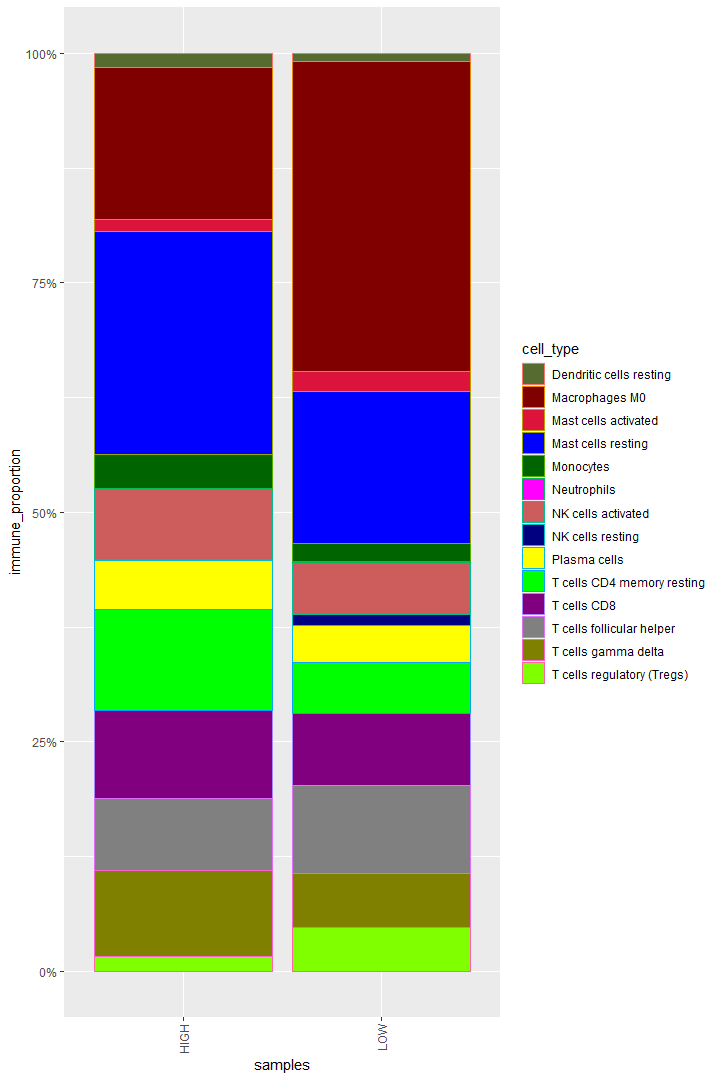 100%
75%
50%
25%
0%
immune_proportion
HIGH
LOW
samples
cell_type
Dendritic cells resting
Macrophages M0
Mast cells activated
Mast cells resting
Monocytes
Neutrophils
NK cells activated
NK cells resting
Plasma cells
T cells CD4 memory resting
T cells CD8
T cells follicular helper
T cells gamma delta
T cells regulatory (Tregs)